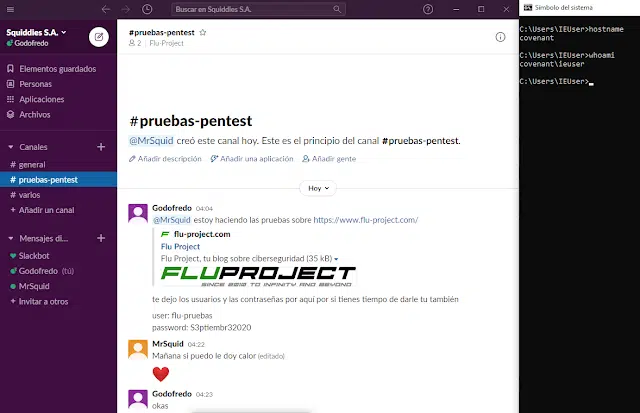 Squiddies S.A.
Godofredo
Elementos guardados
Personas
Aplicaciones
Archivos
Canales
# general
# pruebas-pentest
# varios
+ Añadir un canal
Mensajes di...
Slackbot
Godofredo (tú)
MrSquid
+ Invitar a otros
Buscar en Squiddies S.A.
#pruebas-pentest
2 | Flu-Project
#pruebas-pentest
@MrSquid creó este canal hoy. Este es el principio del canal #pruebas-pentest.
Añadir descripción Añadir una aplicación Añadir gente
Hoy
Godofredo 04:04
@MrSquid estoy haciendo las pruebas sobre https://www.flu-project.com/
flu-project.com
Flu Project
Flu Project, tu blog sobre ciberseguridad (35 kB)
FLUPROJECT
SINCE 2010 TO INFINITY AND BEYOND
te dejo los usuarios y las contraseñas por aquí por si tienes tiempo de darle tu también
user: flu-pruebas
password: S3ptiembr32020
MrSquid 04:22
Mañana si puedo le doy calor (editado)
Godofredo 04:23
okas
Símbolo del sistema
C:\Users\IEUser>hostname
covenant
C:\Users\IEUser>whoami
covenant\ieuser
C:\Users\IEUser>